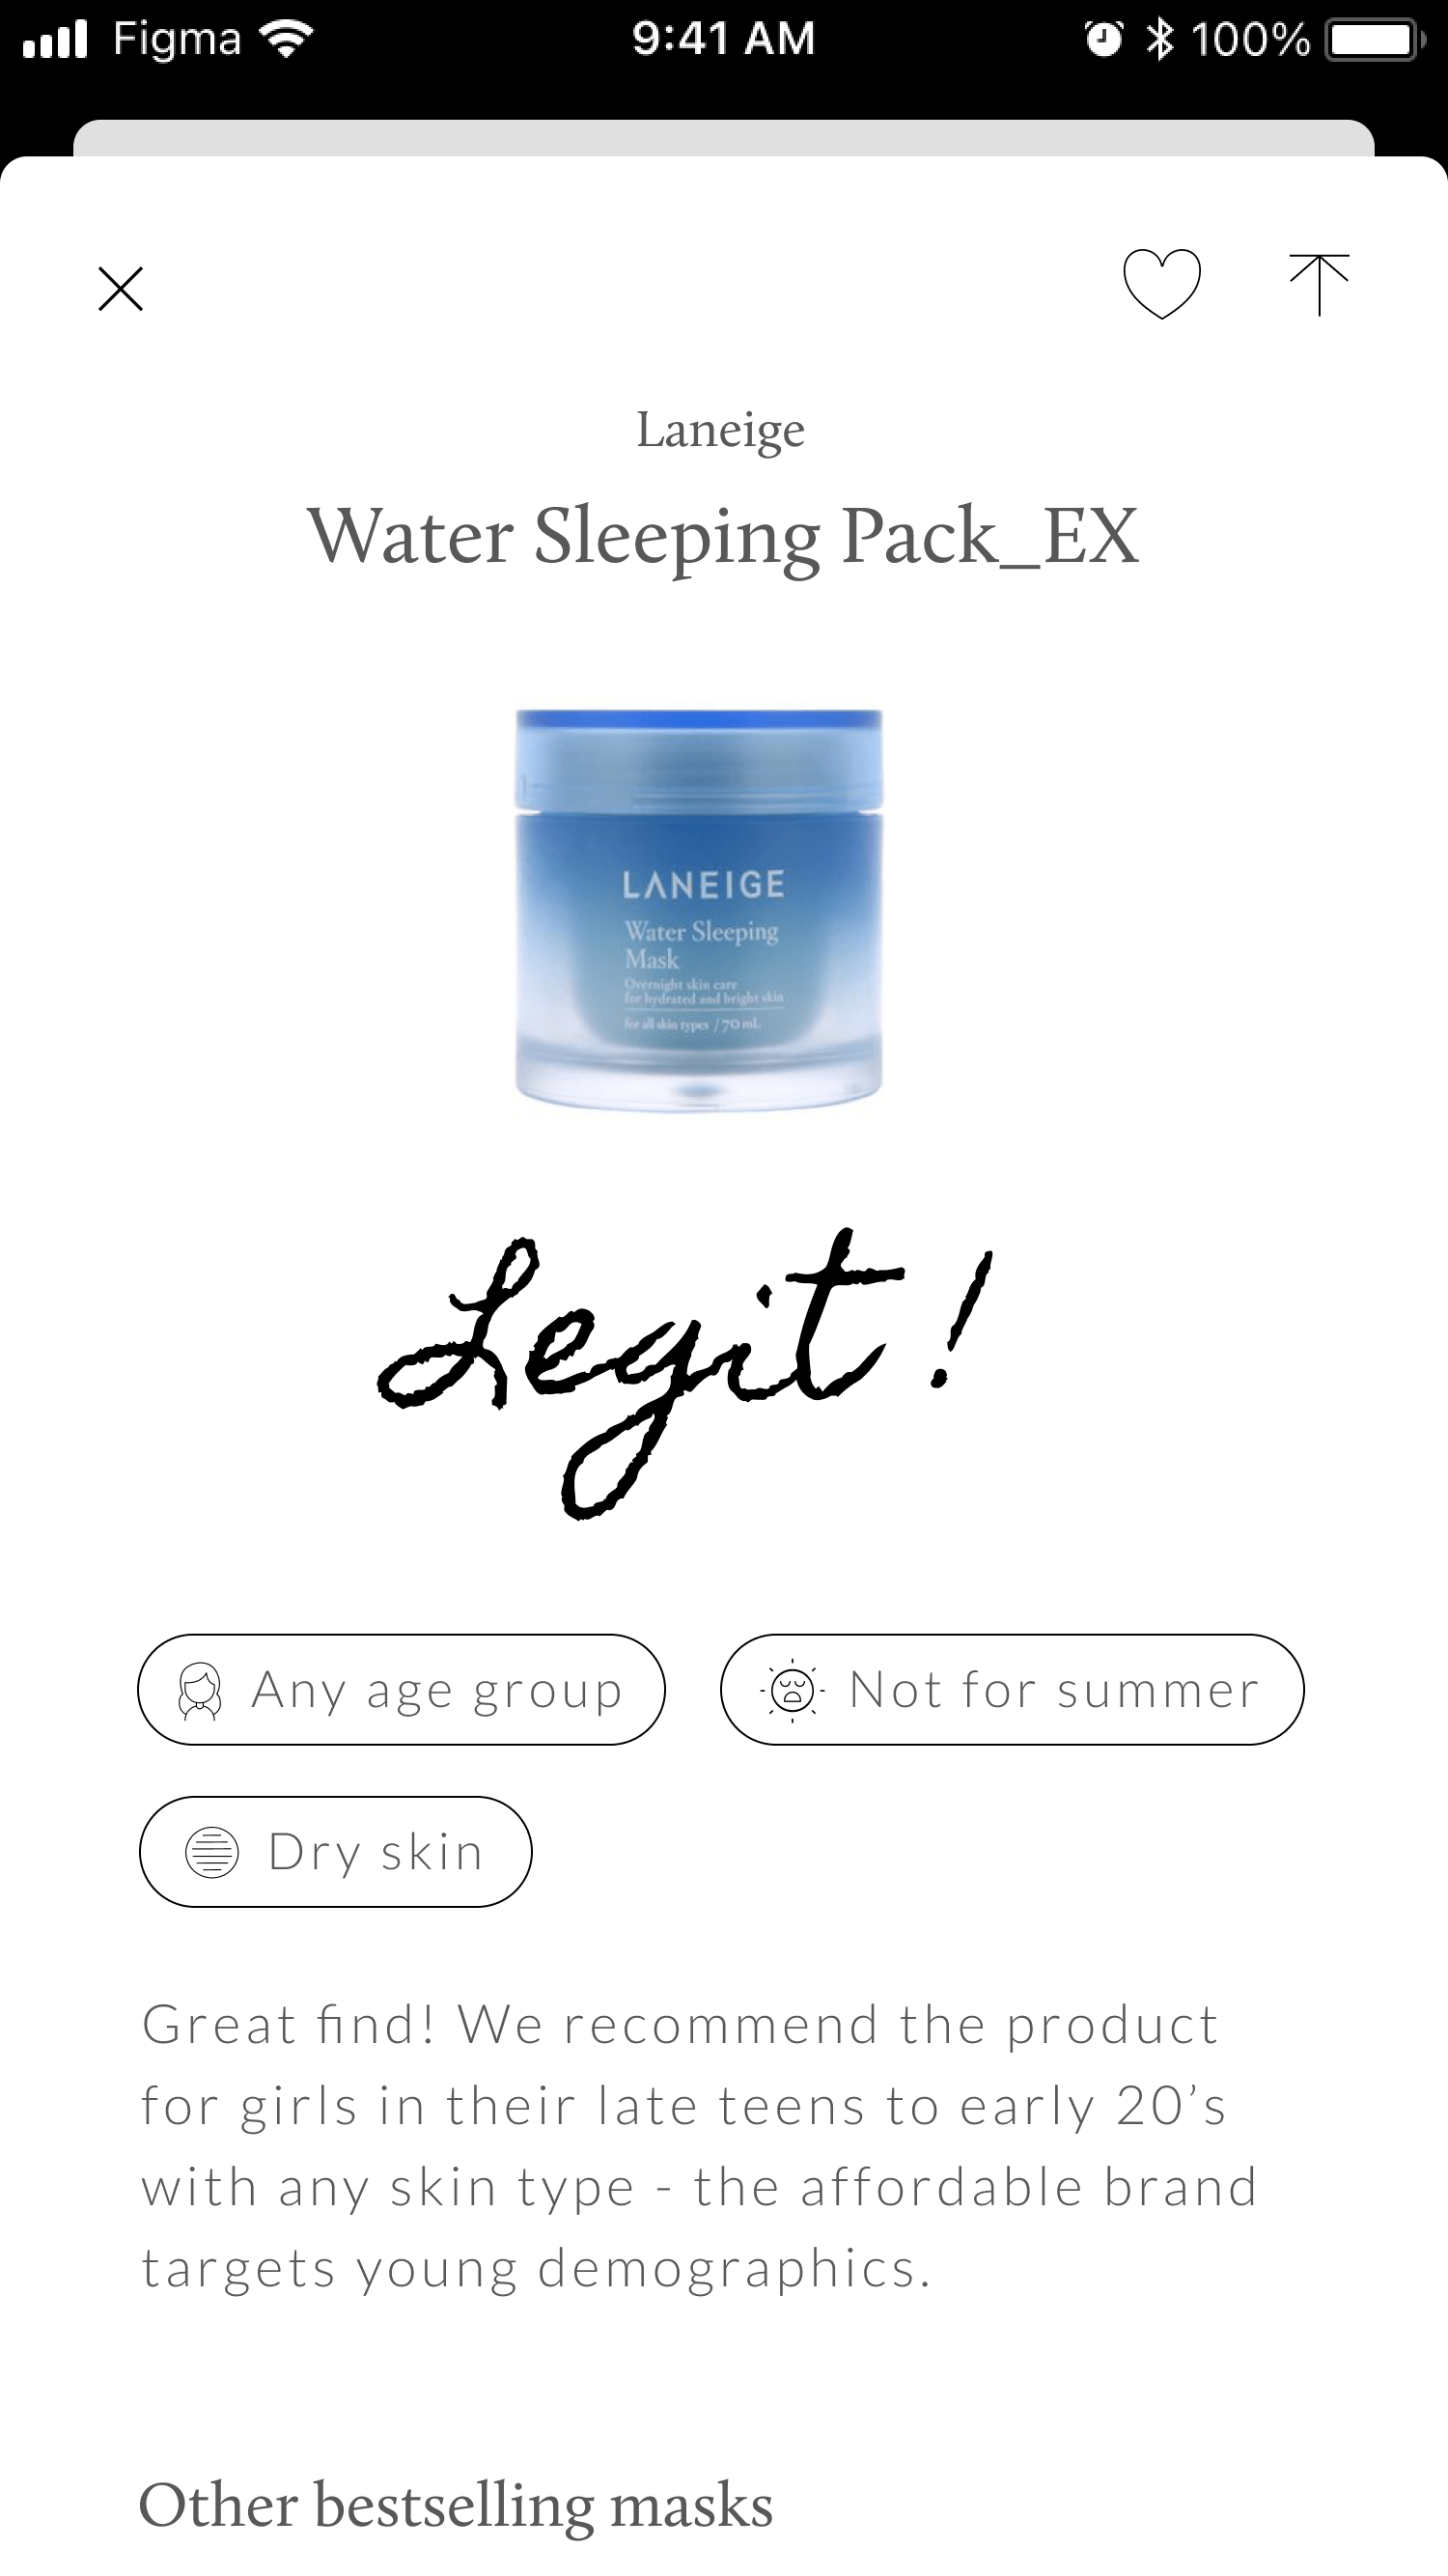 Figma 9:41 AM 100%
Laneige
Water Sleeping Pack_EX
LANEIGE
Water Sleeping
Mask
Overnight skin care
for hydrated and bright skin
for all skin types / 70 mL
Legit!
Any age group
Not for summer
Dry skin
Great find! We recommend the product
for girls in their late teens to early 20’s
with any skin type - the affordable brand
targets young demographics.
Other bestselling masks